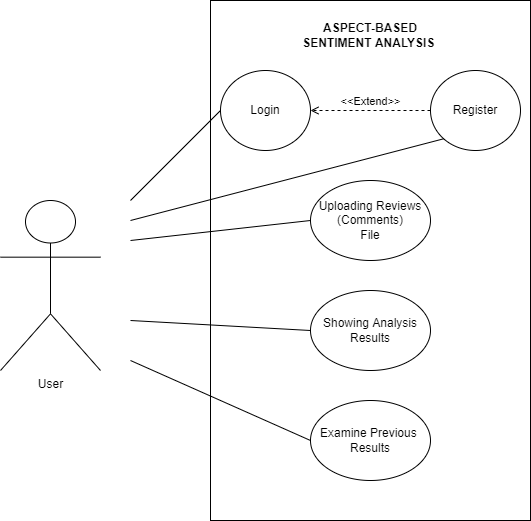 ASPECT-BASED
SENTIMENT ANALYSIS
Login
<<Extend>>
Register
Uploading Reviews
(Comments)
File
Showing Analysis
Results
User
Examine Previous
Results